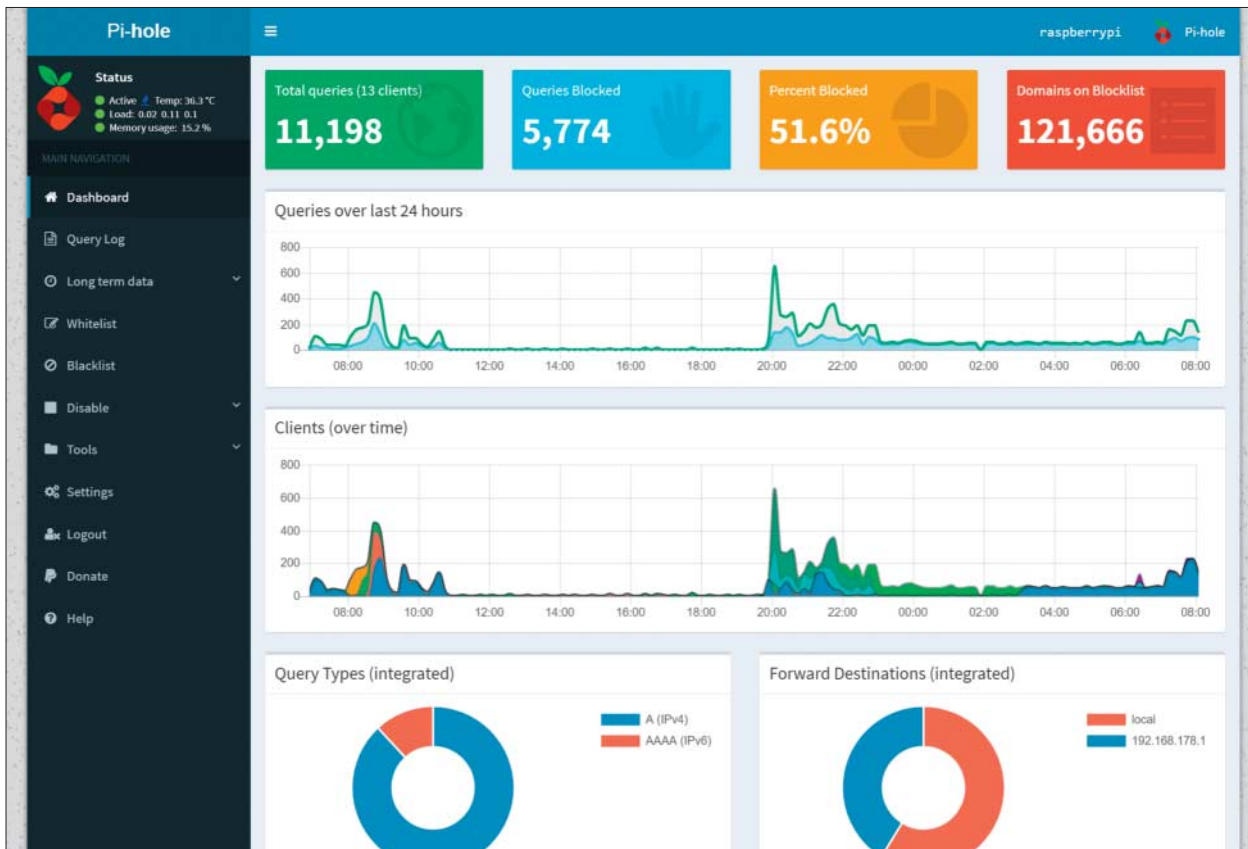 Pi-hole
raspberrypi
Pi-hole
Status
Active Temp: 36.3 °C
Load: 0.02 0.11 0.1
Memory usage: 15.2 %
MAIN NAVIGATION
Dashboard
Query Log
Long term data
Whitelist
Blacklist
Disable
Tools
Settings
Logout
Donate
Help
Total queries (13 clients)
11,198
Queries Blocked
5,774
Percent Blocked
51.6%
Domains on Blocklist
121,666
Queries over last 24 hours
800
600
400
200
0
08:00 10:00 12:00 14:00 16:00 18:00 20:00 22:00 00:00 02:00 04:00 06:00 08:00
Clients (over time)
800
600
400
200
0
08:00 10:00 12:00 14:00 16:00 18:00 20:00 22:00 00:00 02:00 04:00 06:00 08:00
Query Types (integrated)
A (IPv4)
AAAA (IPv6)
Forward Destinations (integrated)
local
192.168.178.1